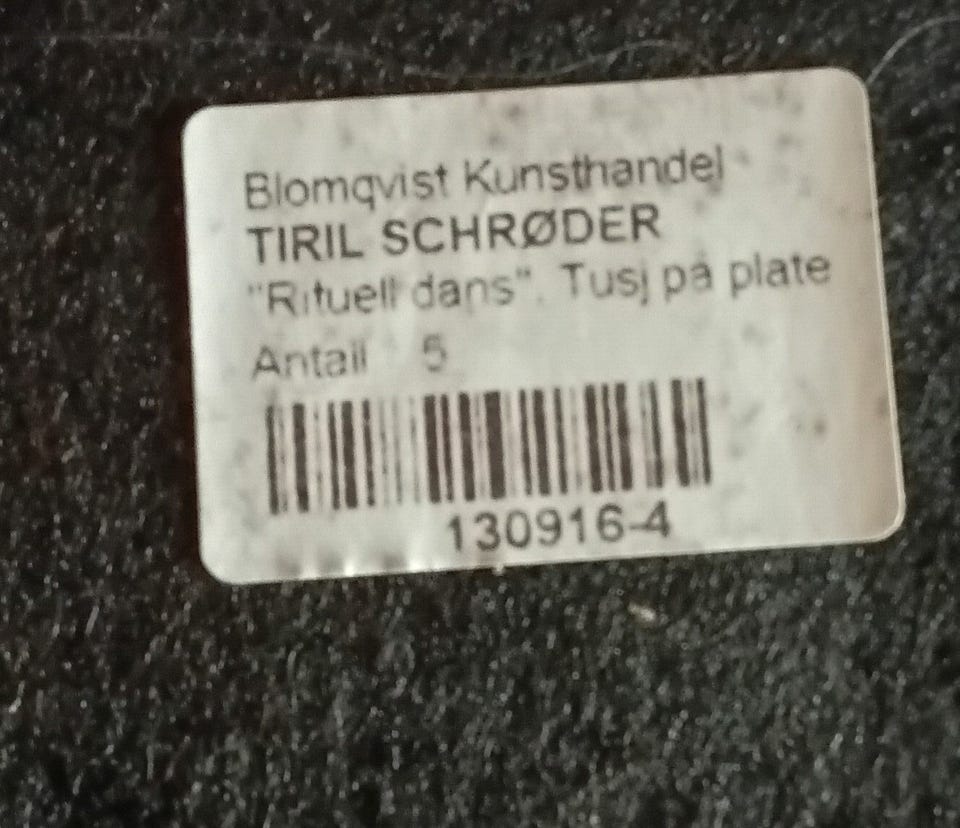 Blomqvist Kunsthandel
TIRIL SCHRØDER
"Rituell dans". Tusj på plate
Antall 5
130916-4